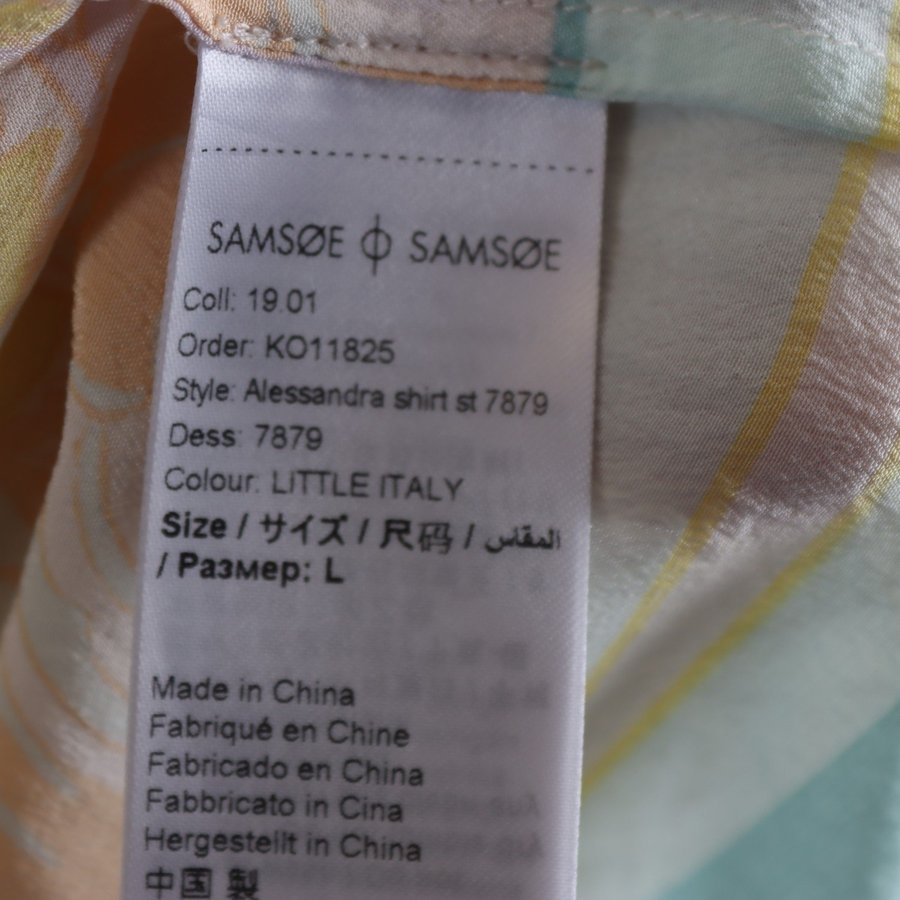 SAMSØE ϕ SAMSØE
Coll: 19.01
Order: KO11825
Style: Alessandra shirt st 7879
Dess: 7879
Colour: LITTLE ITALY
Size / サイズ / 尺码 / المقاس
/ Размер: L
Made in China
Fabriqué en Chine
Fabricado en China
Fabbricato in Cina
Hergestellt in China
中国 製